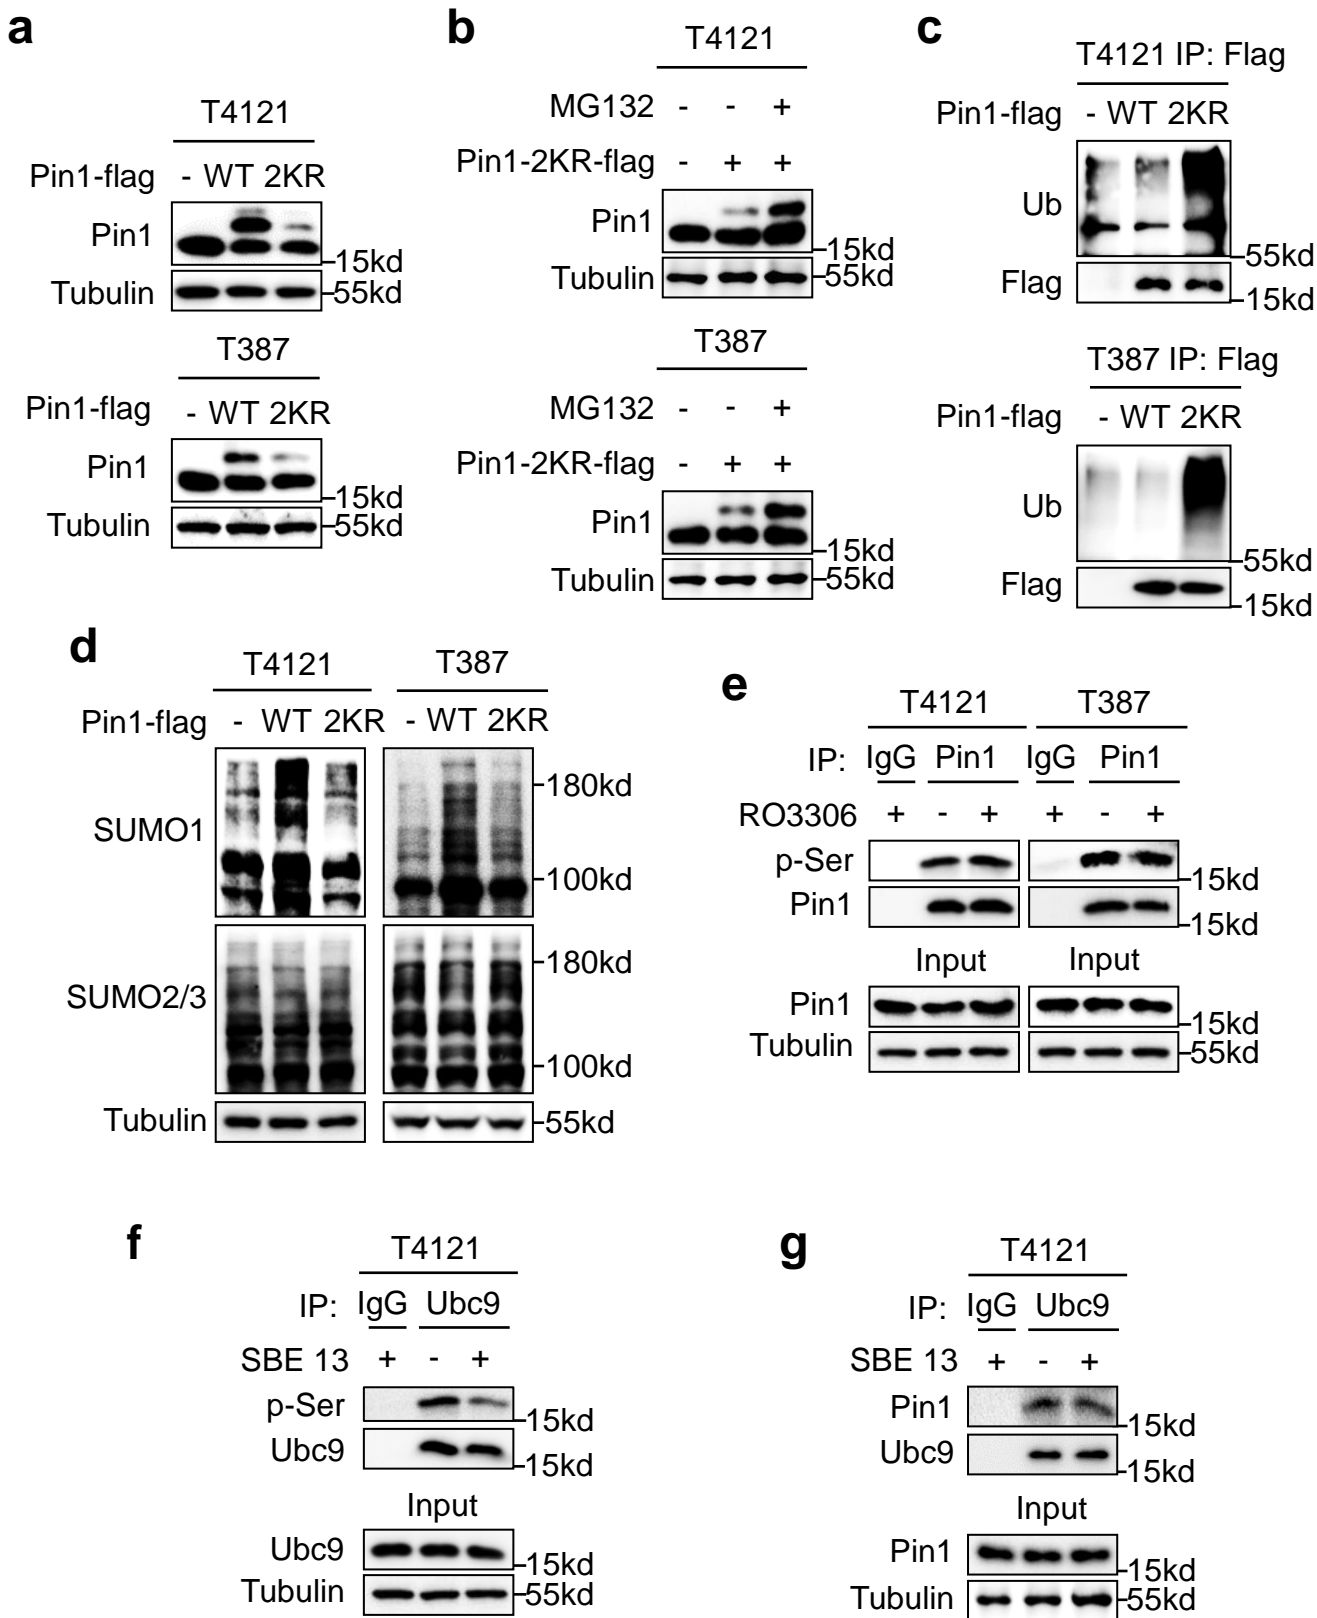 a
T4121
Pin1-flag - WT 2KR
Pin1
15kd
Tubulin
55kd
T387
Pin1-flag - WT 2KR
Pin1
15kd
Tubulin
55kd
b
T4121
MG132 - - +
Pin1-2KR-flag - + +
Pin1
15kd
Tubulin
55kd
T387
MG132 - - +
Pin1-2KR-flag - + +
Pin1
15kd
Tubulin
55kd
c
T4121 IP: Flag
Pin1-flag - WT 2KR
Ub
55kd
Flag
15kd
T387 IP: Flag
Pin1-flag - WT 2KR
Ub
55kd
Flag
15kd
d
T4121 T387
Pin1-flag - WT 2KR - WT 2KR
180kd
SUMO1
100kd
180kd
SUMO2/3
100kd
Tubulin
55kd
e
T4121 T387
IP: IgG Pin1 IgG Pin1
RO3306 + - + + - +
p-Ser
15kd
Pin1
15kd
Input Input
Pin1
15kd
Tubulin
55kd
f
T4121
IP: IgG Ubc9
SBE 13 + - +
p-Ser
15kd
Ubc9
15kd
Input
Ubc9
15kd
Tubulin
55kd
g
T4121
IP: IgG Ubc9
SBE 13 + - +
Pin1
15kd
Ubc9
15kd
Input
Pin1
15kd
Tubulin
55kd